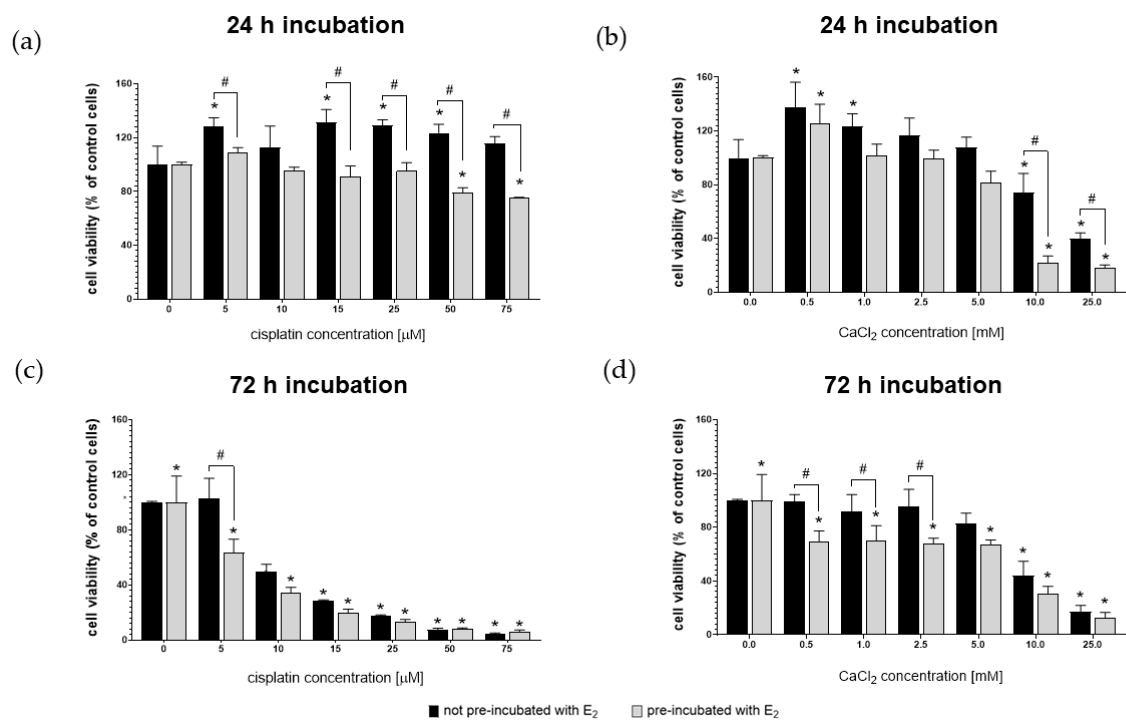 (a)
24 h incubation
cell viability (% of control cells)
160
120
80
40
0
* # * # * # * # * # *
0 5 10 15 25 50 75
cisplatin concentration [μM]
(b)
24 h incubation
cell viability (% of control cells)
160
120
80
40
0
* * * * # * * # *
0.0 0.5 1.0 2.5 5.0 10.0 25.0
CaCl₂ concentration [mM]
(c)
72 h incubation
cell viability (% of control cells)
160
120
80
40
0
* # * * * * * * * * * *
0 5 10 15 25 50 75
cisplatin concentration [μM]
(d)
72 h incubation
cell viability (% of control cells)
160
120
80
40
0
* # * # * # * * * * * *
0.0 0.5 1.0 2.5 5.0 10.0 25.0
CaCl₂ concentration [mM]
not pre-incubated with E₂ pre-incubated with E₂